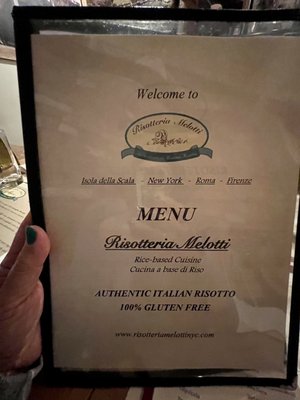 Welcome to
Risotteria Melotti
Isola della Scala - New York - Roma - Firenze
MENU
Risotteria Melotti
Rice-based Cuisine
Cucina a base di Riso
AUTHENTIC ITALIAN RISOTTO
100% GLUTEN FREE
www.risotteriamelottinyc.com